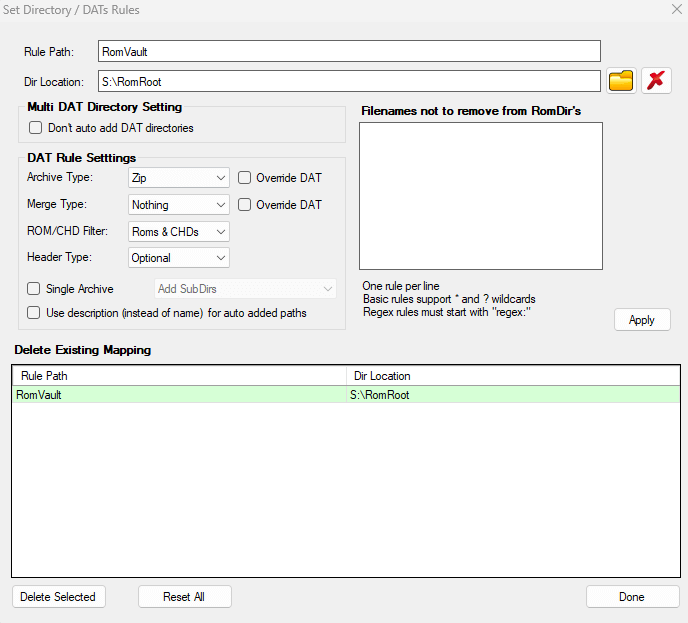 Set Directory / DATs Rules
Rule Path: RomVault
Dir Location: S:\RomRoot
Multi DAT Directory Setting
Don't auto add DAT directories
DAT Rule Setttings
Archive Type: Zip Override DAT
Merge Type: Nothing Override DAT
ROM/CHD Filter: Roms & CHDs
Header Type: Optional
Single Archive Add SubDirs
Use description (instead of name) for auto added paths
Filenames not to remove from RomDir's
One rule per line
Basic rules support * and ? wildcards
Regex rules must start with "regex:"
Apply
Delete Existing Mapping
Rule Path Dir Location
RomVault S:\RomRoot
Delete Selected Reset All Done